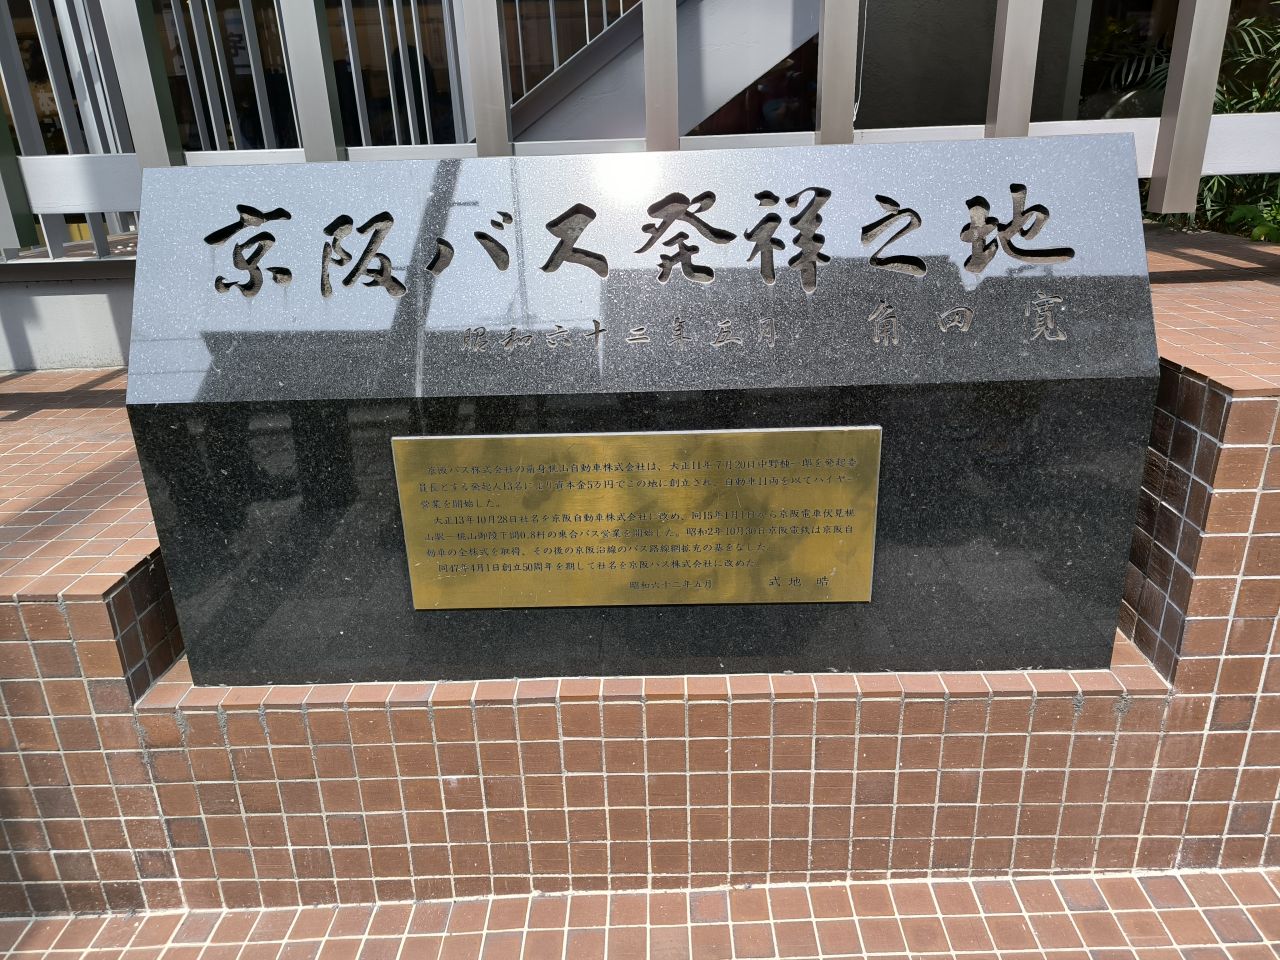 京阪バス発祥之地
昭和六十二年五月 角田寛
京阪バス株式会社の前身桃山自動車株式会社は、大正11年7月20日中野種一郎を発起委
員長とする発起人13名により資本金5万円でこの地に創立され、自動車11両を以てハイヤー
営業を開始した。
大正13年10月28日社名を京阪自動車株式会社に改め、同15年1月1日から京阪電車伏見桃
山駅－桃山御陵下間0.8粁の乗合バス営業を開始した。昭和2年10月30日京阪電鉄は京阪自
動車の全株式を取得、その後の京阪沿線のバス路線網拡充の基をなした。
同47年4月1日創立50周年を期して社名を京阪バス株式会社に改めた。
昭和六十二年五月 式地 晧